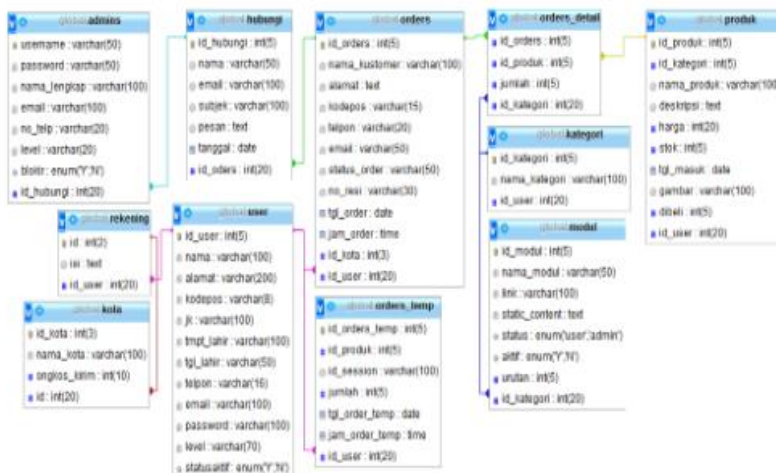 global admins
username : varchar(50)
password : varchar(50)
nama_lengkap : varchar(100)
email : varchar(100)
no_telp : varchar(20)
level : varchar(20)
blokir : enum('Y','N')
id_hubungi : int(20)
global hubungi
id_hubungi : int(5)
nama : varchar(50)
email : varchar(100)
subjek : varchar(100)
pesan : text
tanggal : date
id_oders : int(20)
global orders
id_orders : int(5)
nama_kustomer : varchar(100)
alamat : text
kodepos : varchar(15)
telpon : varchar(20)
email : varchar(50)
status_order : varchar(50)
no_resi : varchar(30)
tgl_order : date
jam_order : time
id_kota : int(3)
id_user : int(20)
global orders_detail
id_orders : int(5)
id_produk : int(5)
jumlah : int(5)
id_kategori : int(20)
global produk
id_produk : int(5)
id_kategori : int(5)
nama_produk : varchar(100
deskripsi : text
harga : int(20)
stok : int(5)
tgl_masuk : date
gambar : varchar(100)
dibeli : int(5)
id_user : int(20)
global kategori
id_kategori : int(5)
nama_kategori : varchar(100)
id_user : int(20)
global rekening
id : int(2)
isi : text
id_user : int(20)
global user
id_user : int(5)
nama : varchar(100)
alamat : varchar(200)
kodepos : varchar(8)
jk : varchar(100)
tmpt_lahir : varchar(100)
tgl_lahir : varchar(50)
telpon : varchar(16)
email : varchar(100)
password : varchar(100)
level : varchar(70)
statusaktif : enum('Y','N')
global modul
id_modul : int(5)
nama_modul : varchar(50)
link : varchar(100)
static_content : text
status : enum('user','admin')
aktif : enum('Y','N')
urutan : int(5)
id_kategori : int(20)
global kota
id_kota : int(3)
nama_kota : varchar(100)
ongkos_kirim : int(10)
id : int(20)
global orders_temp
id_orders_temp : int(5)
id_produk : int(5)
id_session : varchar(100)
jumlah : int(5)
tgl_order_temp : date
jam_order_temp : time
id_user : int(20)